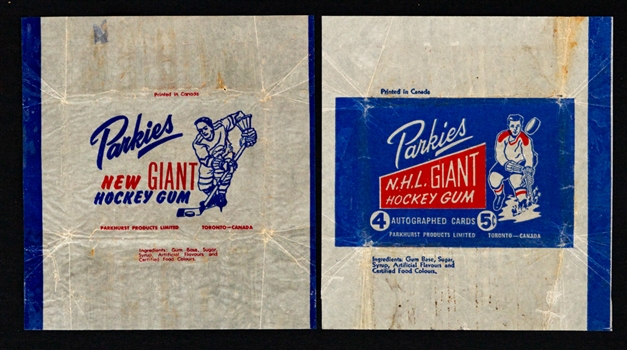 Printed in Canada
Parkies
NEW GIANT
HOCKEY GUM
PARKHURST PRODUCTS LIMITED TORONTO—CANADA
Ingredients: Gum Base, Sugar,
Syrup, Artificial Flavours and
Certified Food Colours.
Printed in Canada
Parkies
N.H.L. GIANT
HOCKEY GUM
4 AUTOGRAPHED CARDS 5¢
PARKHURST PRODUCTS LIMITED TORONTO—CANADA
Ingredients: Gum Base, Sugar,
Syrup, Artificial Flavours and
Certified Food Colours.